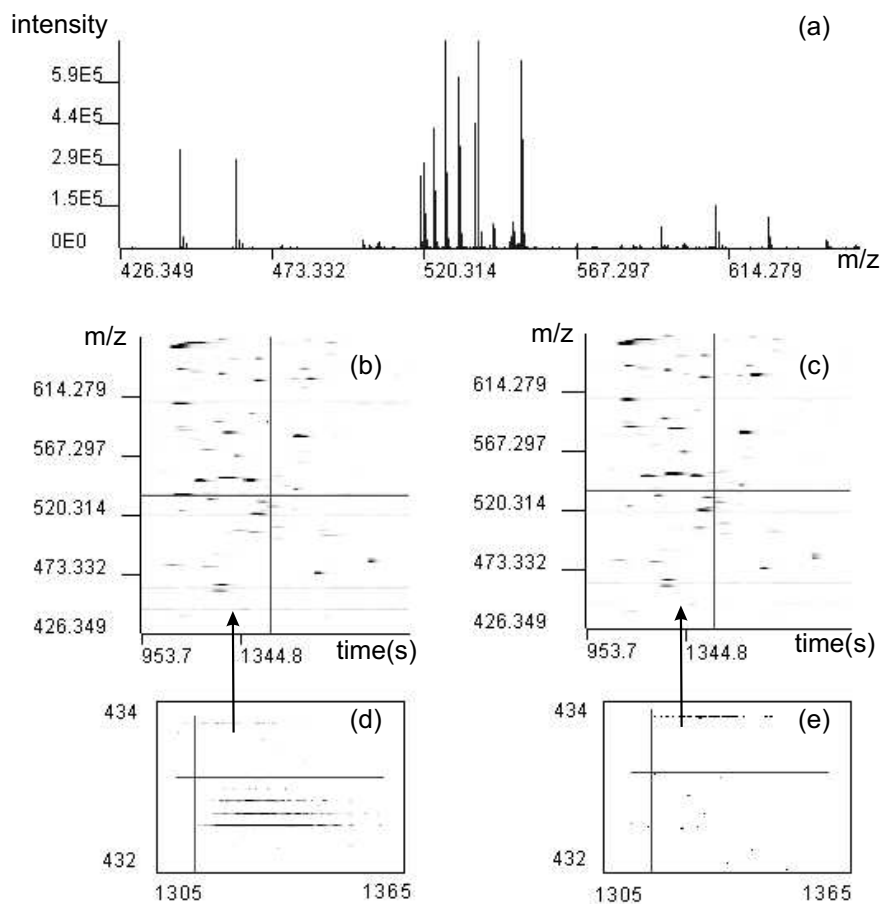 intensity
(a)
5.9E5
4.4E5
2.9E5
1.5E5
0E0
426.349 473.332 520.314 567.297 614.279 m/z
m/z
(b)
614.279
567.297
520.314
473.332
426.349
953.7 1344.8 time(s)
m/z
(c)
614.279
567.297
520.314
473.332
426.349
953.7 1344.8 time(s)
434
(d)
432
1305 1365
434
(e)
432
1305 1365